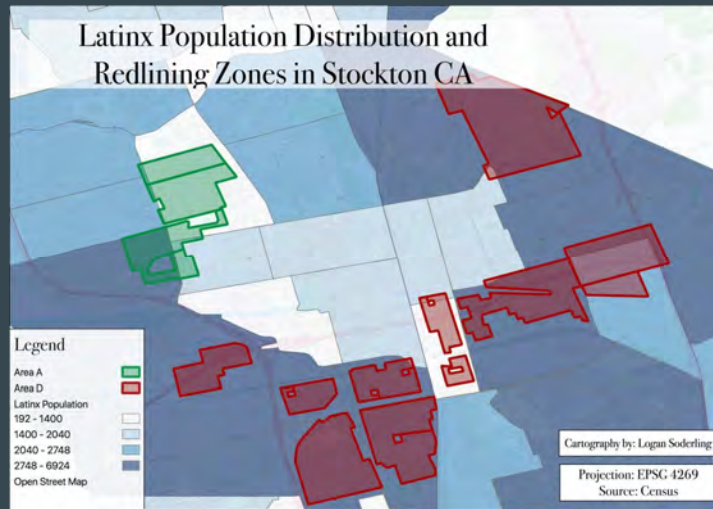 Latinx Population Distribution and
Redlining Zones in Stockton CA
Legend
Area A
Area D
Latinx Population
192 - 1400
1400 - 2040
2040 - 2748
2748 - 6924
Open Street Map
Cartography by: Logan Soderling
Projection: EPSG 4269
Source: Census